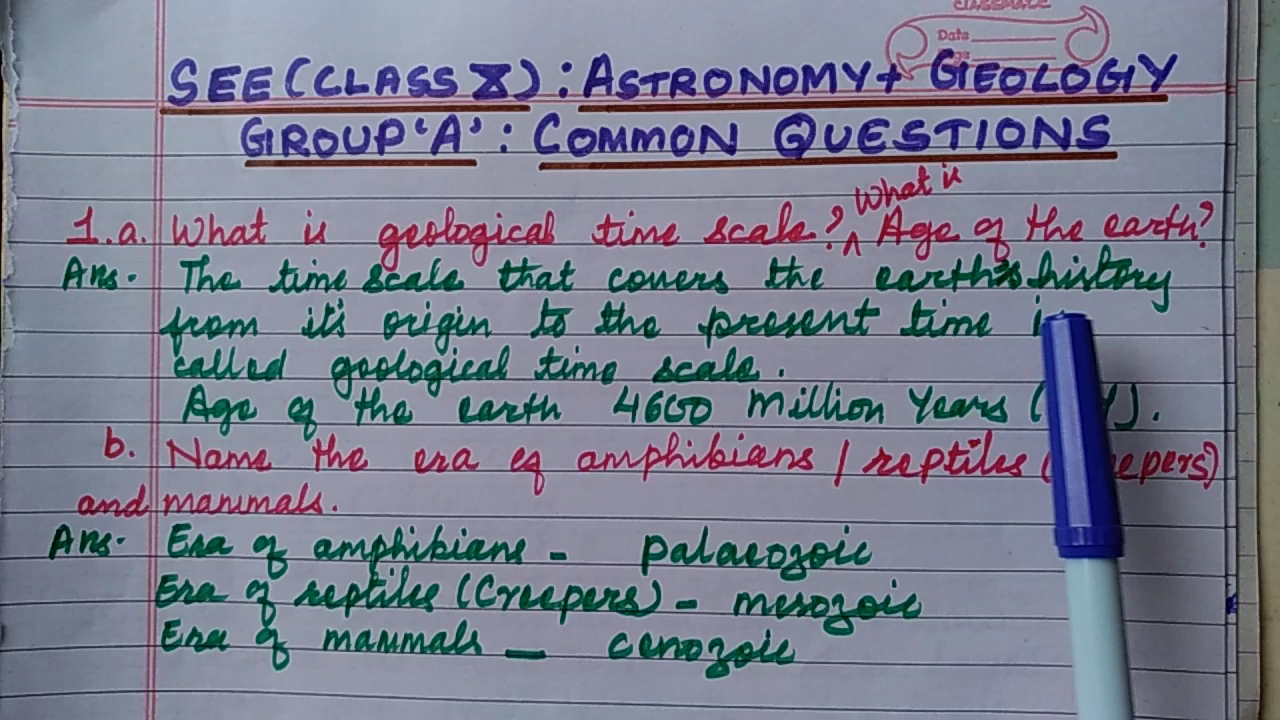 CLASSMATE
Date
SEE (CLASS X) : ASTRONOMY + GEOLOGY
GROUP 'A' : COMMON QUESTIONS
What is
1.a. What is geological time scale? ^ Age of the earth?
Ans. The time scale that covers the earth's history
from it's origin to the present time
called geological time scale.
Age of the earth 4600 Million Years (
b. Name the era of amphibians / reptiles (
and mammals.
Ans. Era of amphibians - Palaeozoic
Era of reptiles (Creepers) - mesozoic
Era of mammals - cenozoic